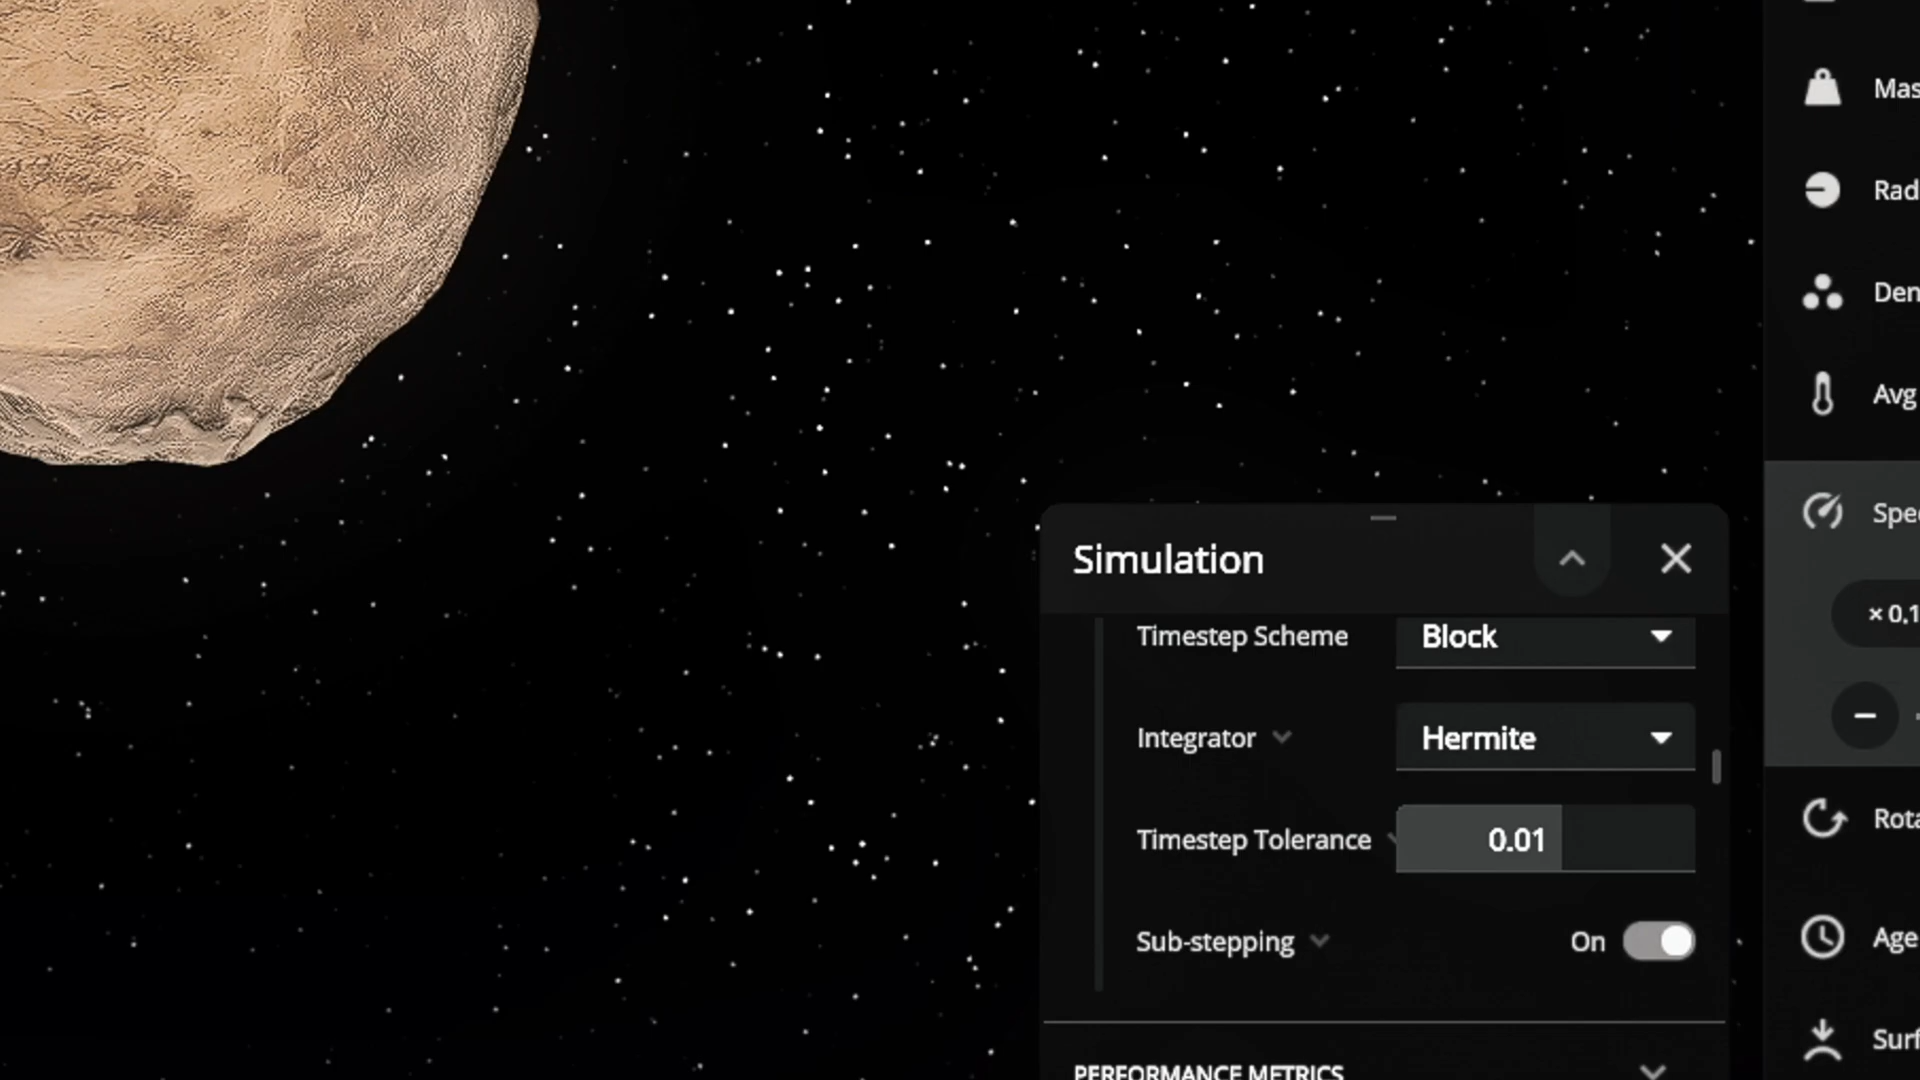 Simulation
Timestep Scheme Block
Integrator Hermite
Timestep Tolerance 0.01
Sub-stepping On
PERFORMANCE METRICS
Mas
Rad
Den
Avg
Spe
× 0.1
Rota
Age
Surf